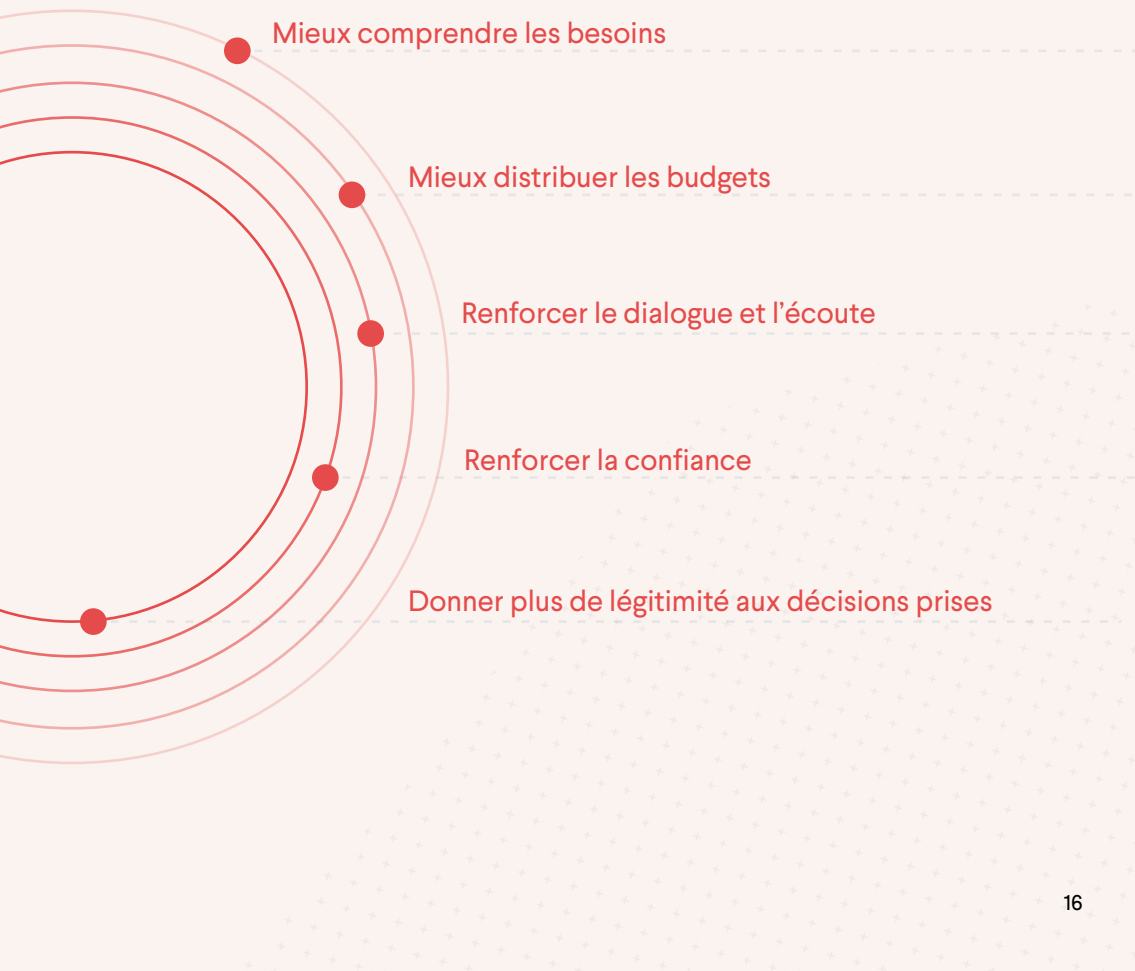 Mieux comprendre les besoins
Mieux distribuer les budgets
Renforcer le dialogue et l’écoute
Renforcer la confiance
Donner plus de légitimité aux décisions prises
16